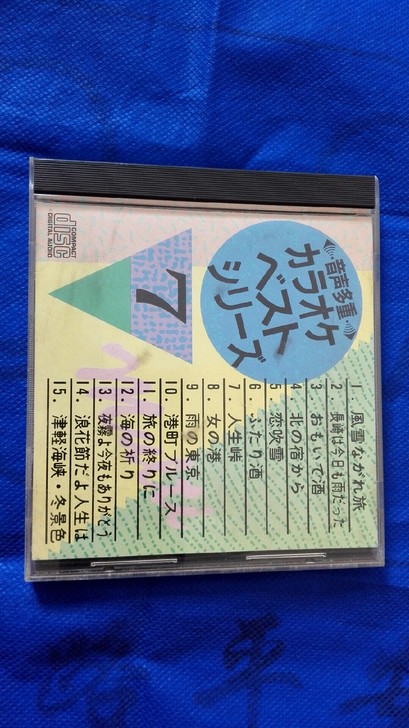 音声多重
カラオケ
ベスト
シリーズ
7
COMPACT
disc
DIGITAL AUDIO
1. 風雪ながれ旅
2. 長崎は今日も雨だった
3. おもいで酒
4. 北の宿から
5. 恋吹雪
6. ふたり酒
7. 人生峠
8. 女の港
9. 雨の東京
10. 港町ブルース
11. 旅の終りに
12. 海の祈り
13. 夜霧よ今夜もありがとう
14. 浪花節だよ人生は
15. 津軽海峡・冬景色
平